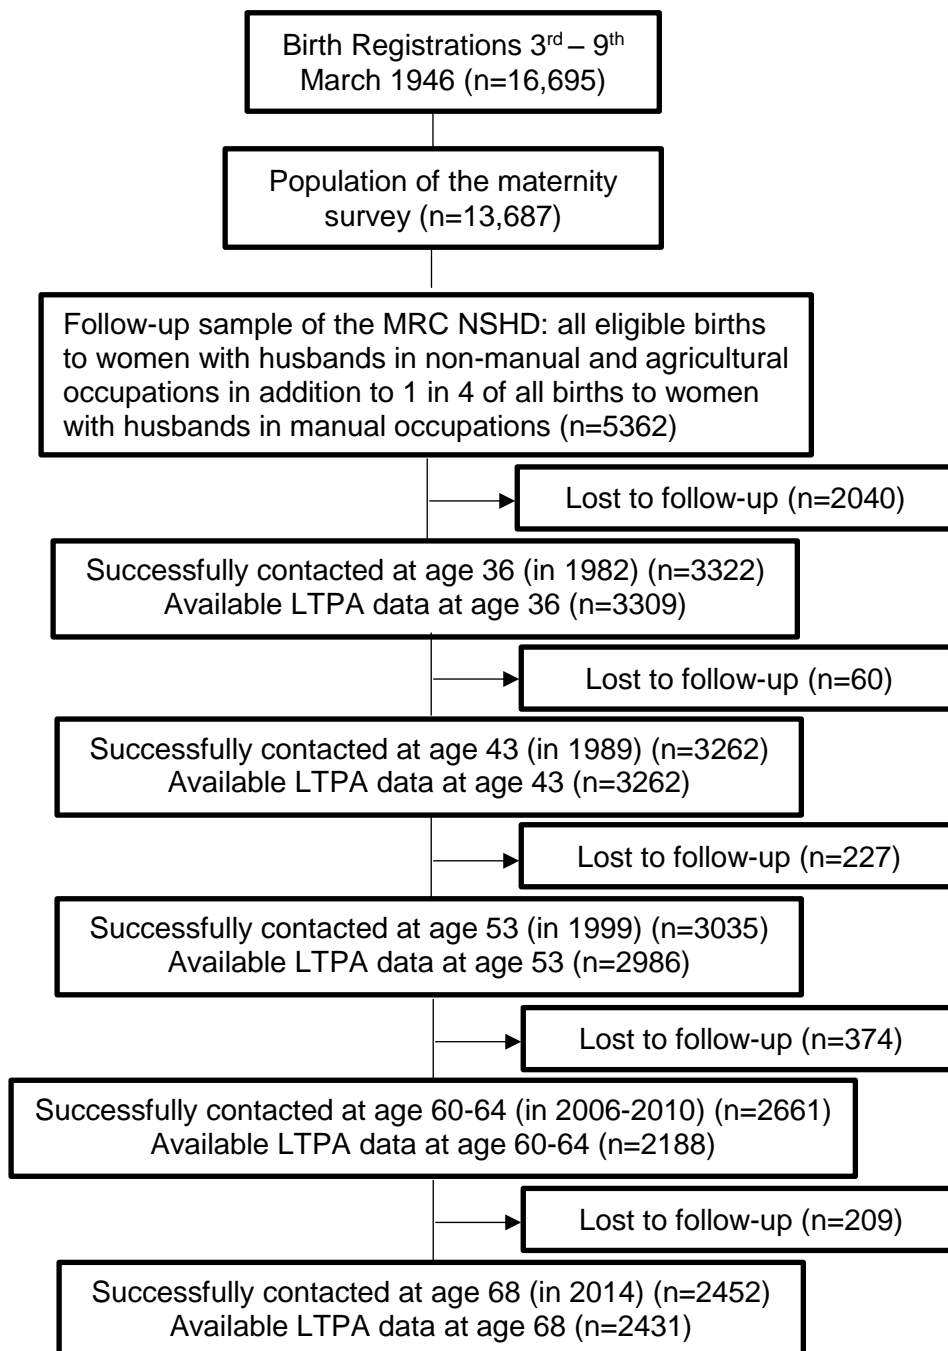 Birth Registrations 3rd – 9th
March 1946 (n=16,695)
Population of the maternity
survey (n=13,687)
Follow-up sample of the MRC NSHD: all eligible births
to women with husbands in non-manual and agricultural
occupations in addition to 1 in 4 of all births to women
with husbands in manual occupations (n=5362)
Lost to follow-up (n=2040)
Successfully contacted at age 36 (in 1982) (n=3322)
Available LTPA data at age 36 (n=3309)
Lost to follow-up (n=60)
Successfully contacted at age 43 (in 1989) (n=3262)
Available LTPA data at age 43 (n=3262)
Lost to follow-up (n=227)
Successfully contacted at age 53 (in 1999) (n=3035)
Available LTPA data at age 53 (n=2986)
Lost to follow-up (n=374)
Successfully contacted at age 60-64 (in 2006-2010) (n=2661)
Available LTPA data at age 60-64 (n=2188)
Lost to follow-up (n=209)
Successfully contacted at age 68 (in 2014) (n=2452)
Available LTPA data at age 68 (n=2431)